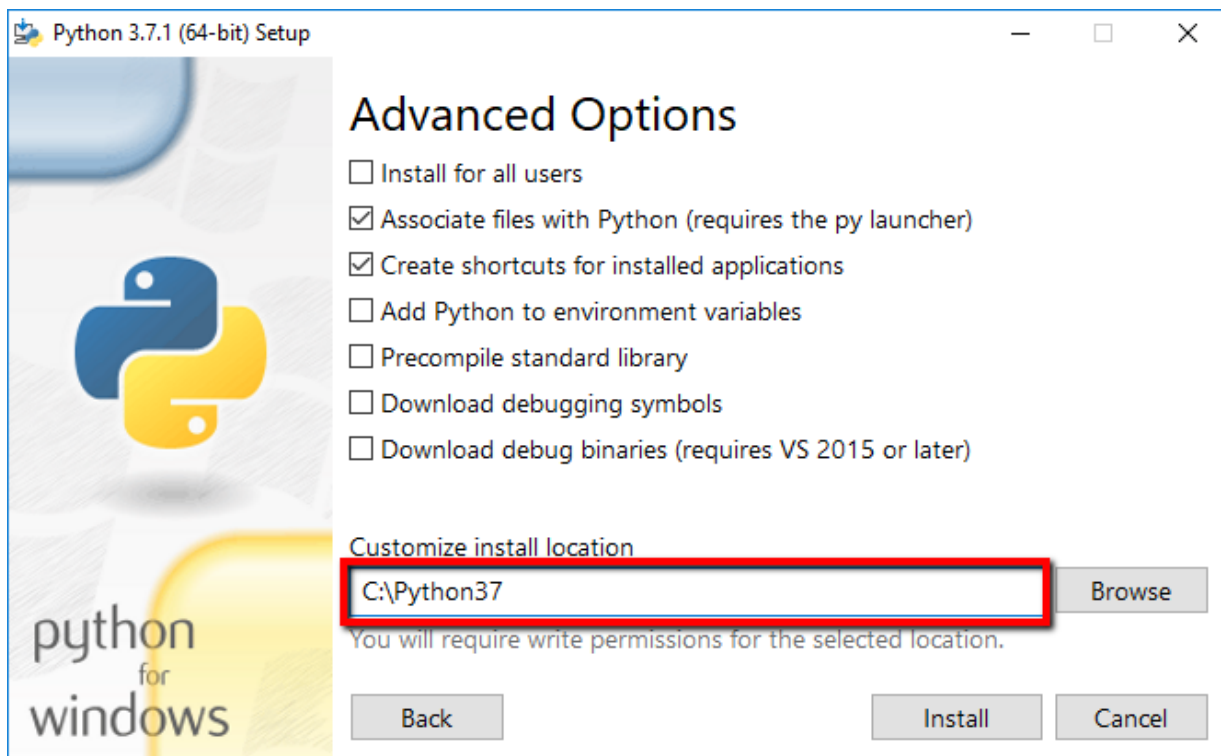 Python 3.7.1 (64-bit) Setup
Advanced Options
Install for all users
Associate files with Python (requires the py launcher)
Create shortcuts for installed applications
Add Python to environment variables
Precompile standard library
Download debugging symbols
Download debug binaries (requires VS 2015 or later)
Customize install location
C:\Python37
Browse
You will require write permissions for the selected location.
python
for
windows
Back
Install
Cancel